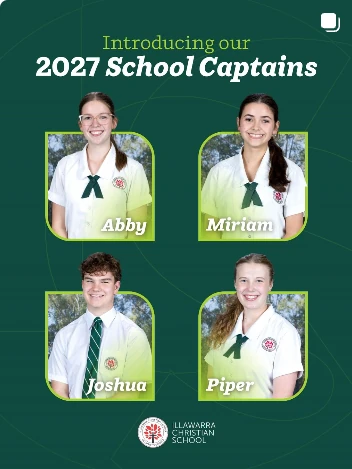 Introducing our
2027 School Captains
Abby
Miriam
Joshua
Piper
ILLAWARRA
CHRISTIAN
SCHOOL